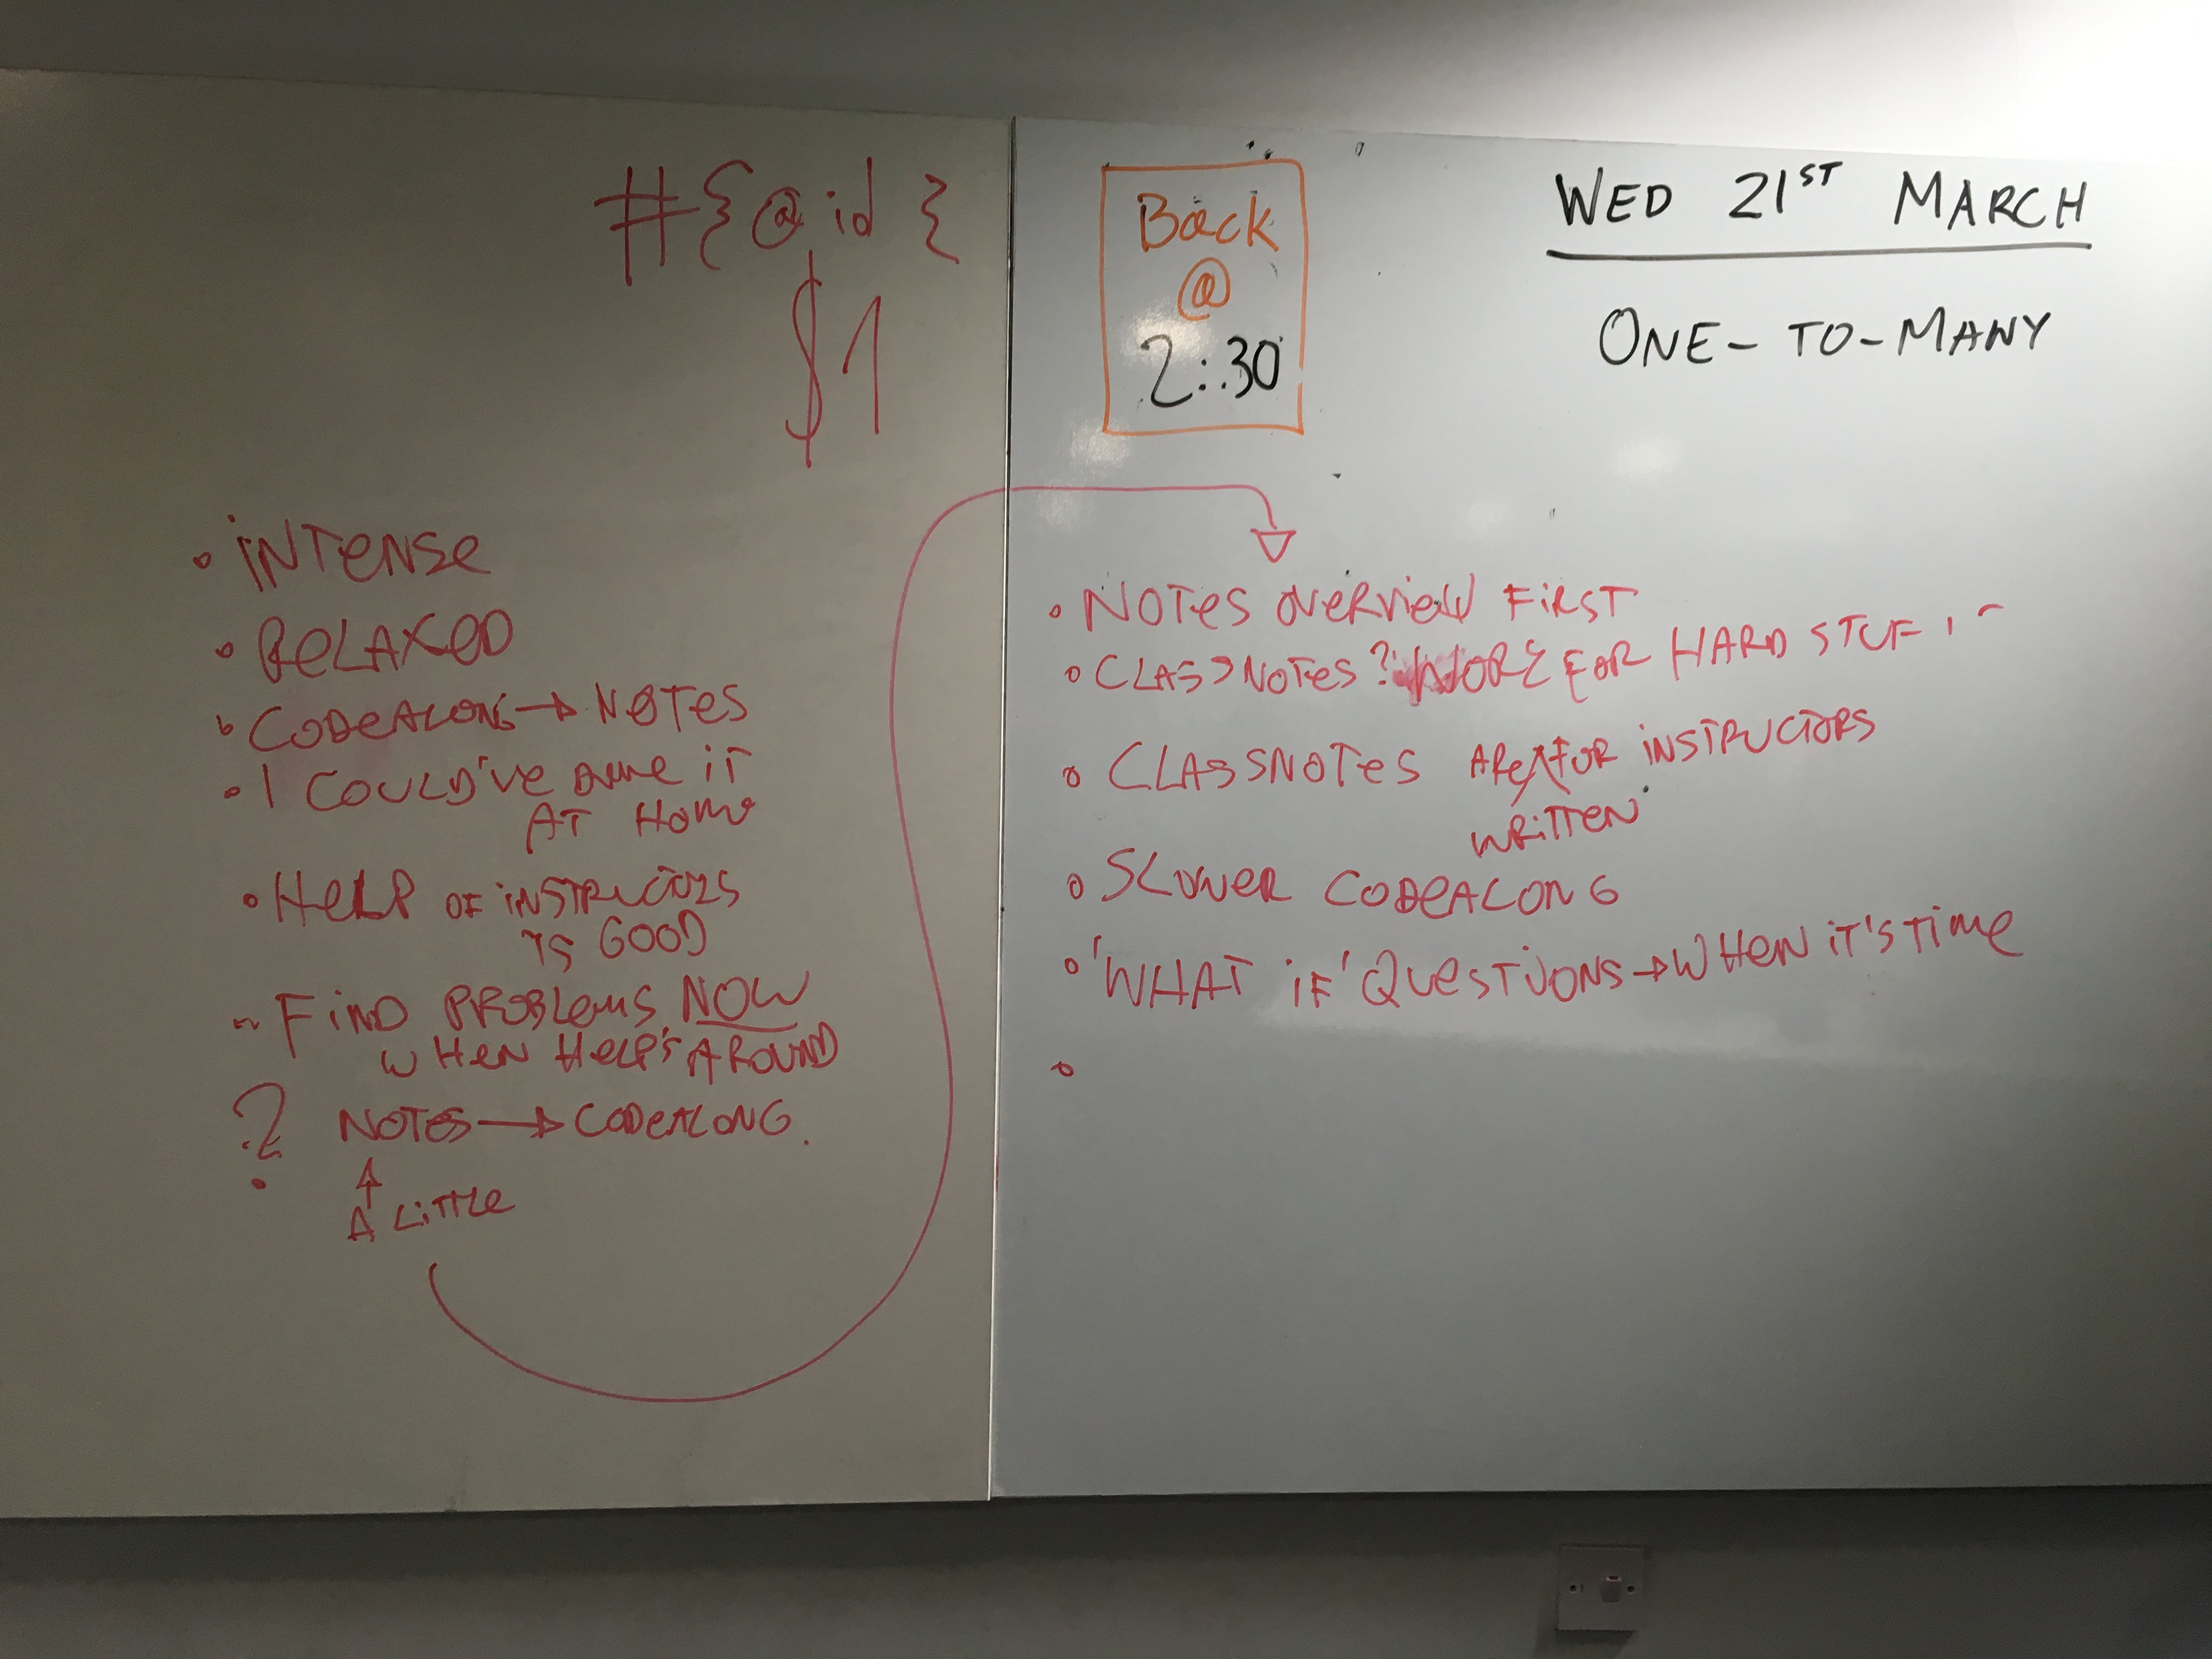 #{@id}
$1
• INTENSE
• RELAXED
• CODEALONG → NOTES
• I COULD'VE DONE IT
AT HOME
• HELP OF INSTRUCTORS
IS GOOD
~ FIND PROBLEMS NOW
WHEN HELP'S AROUND
? NOTES → CODEALONG.
•
↑
A LITTLE
Back
@
2:30
WED 21ST MARCH
ONE-TO-MANY
• NOTES OVERVIEW FIRST
• CLASSNOTES? MORE FOR HARD STUF
• CLASSNOTES ARE FOR INSTRUCTORS
WRITTEN
• SLOWER CODEALONG
• 'WHAT IF' QUESTIONS → WHEN IT'S TIME
•